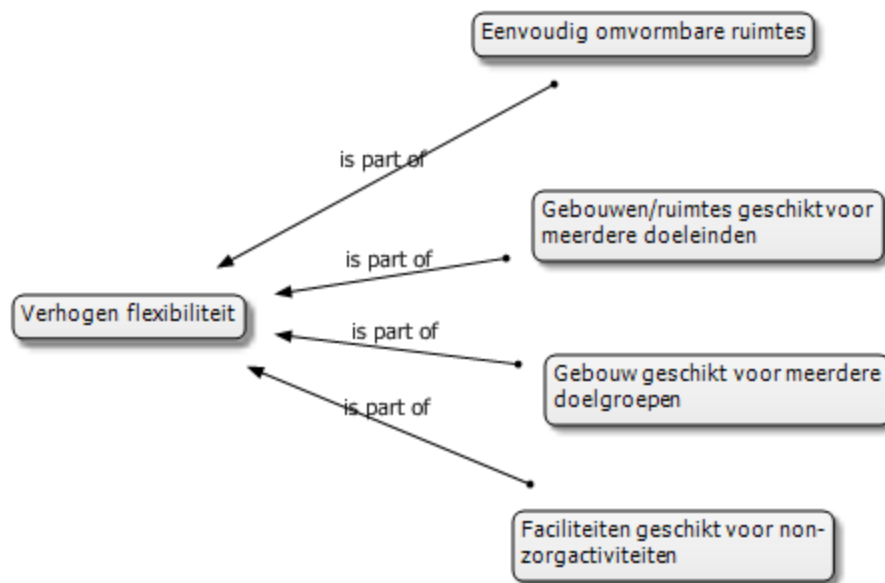 Eenvoudig omvormbare ruimtes
is part of
Gebouwen/ruimtes geschikt voor
meerdere doeleinden
is part of
Verhogen flexibiliteit
is part of
Gebouw geschikt voor meerdere
doelgroepen
is part of
Faciliteiten geschikt voor non-
zorgactiviteiten